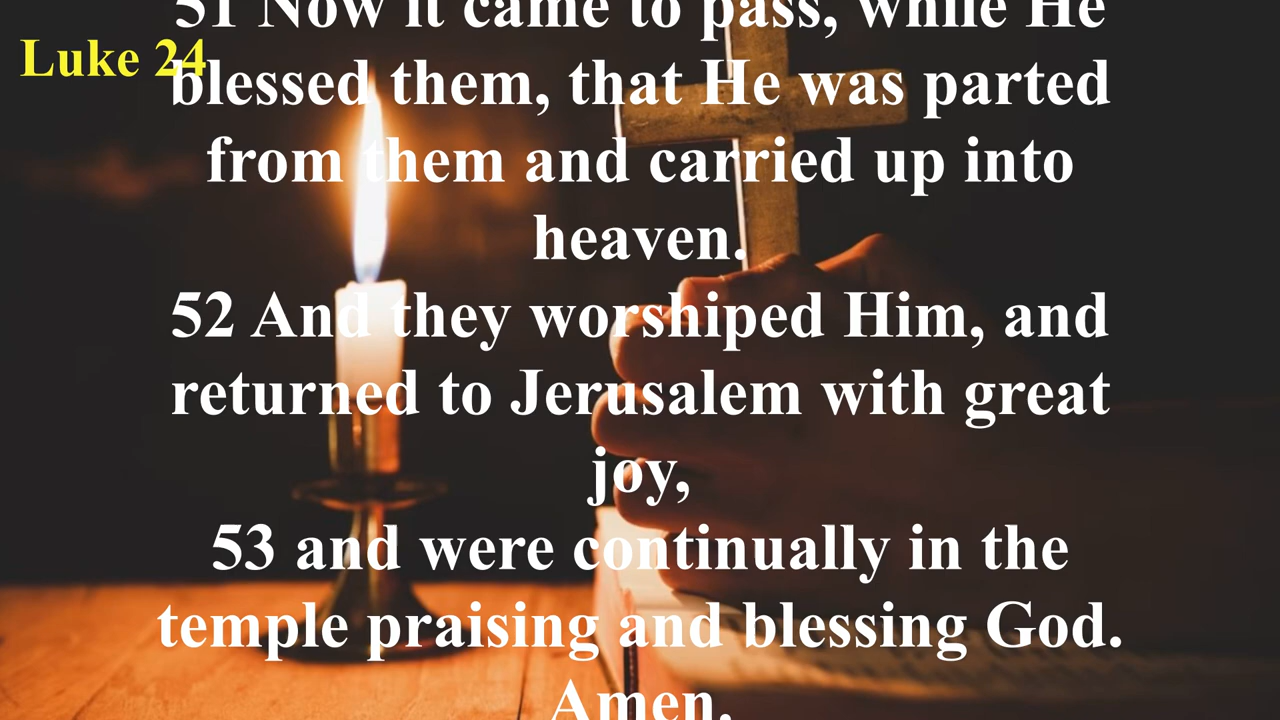 51 Now it came to pass, while He
Luke 24
blessed them, that He was parted
from them and carried up into
heaven.
52 And they worshiped Him, and
returned to Jerusalem with great
joy,
53 and were continually in the
temple praising and blessing God.
Amen.